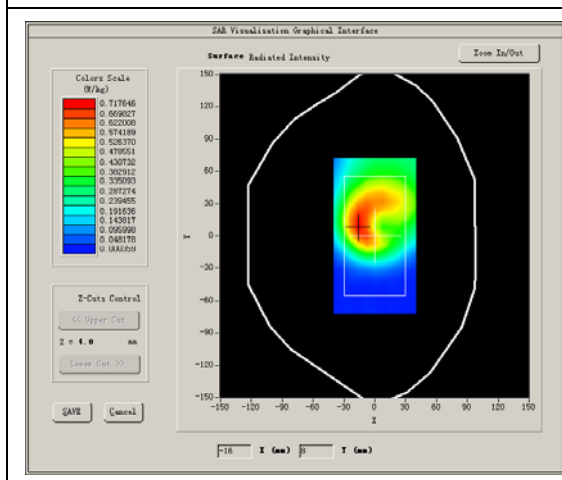 SAR Visualisation Graphical Interface
Surface Radiated Intensity
Zoom In/Out
Colors Scale
(W/kg)
0.717646
0.669827
0.622008
0.574189
0.526370
0.478551
0.430732
0.382912
0.335093
0.287274
0.239455
0.191636
0.143817
0.095998
0.048178
0.000359
Z-Cuts Control
<< Upper Cut
Z = 4.0 mm
Lower Cut >>
SAVE Cancel
150
120
90
60
30
0
-30
-60
-90
-120
-150
Y
-150 -120 -90 -60 -30 0 30 60 90 120 150
X
-16 X (mm) 8 Y (mm)